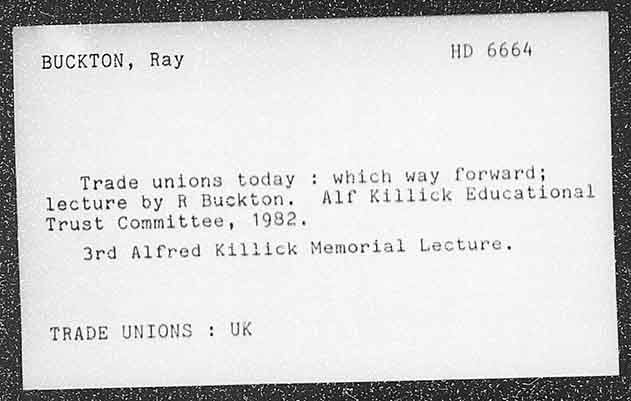 BUCKTON, Ray HD 6664
Trade unions today : which way forward;
lecture by R Buckton. Alf Killick Educational
Trust Committee, 1982.
3rd Alfred Killick Memorial Lecture.
TRADE UNIONS : UK